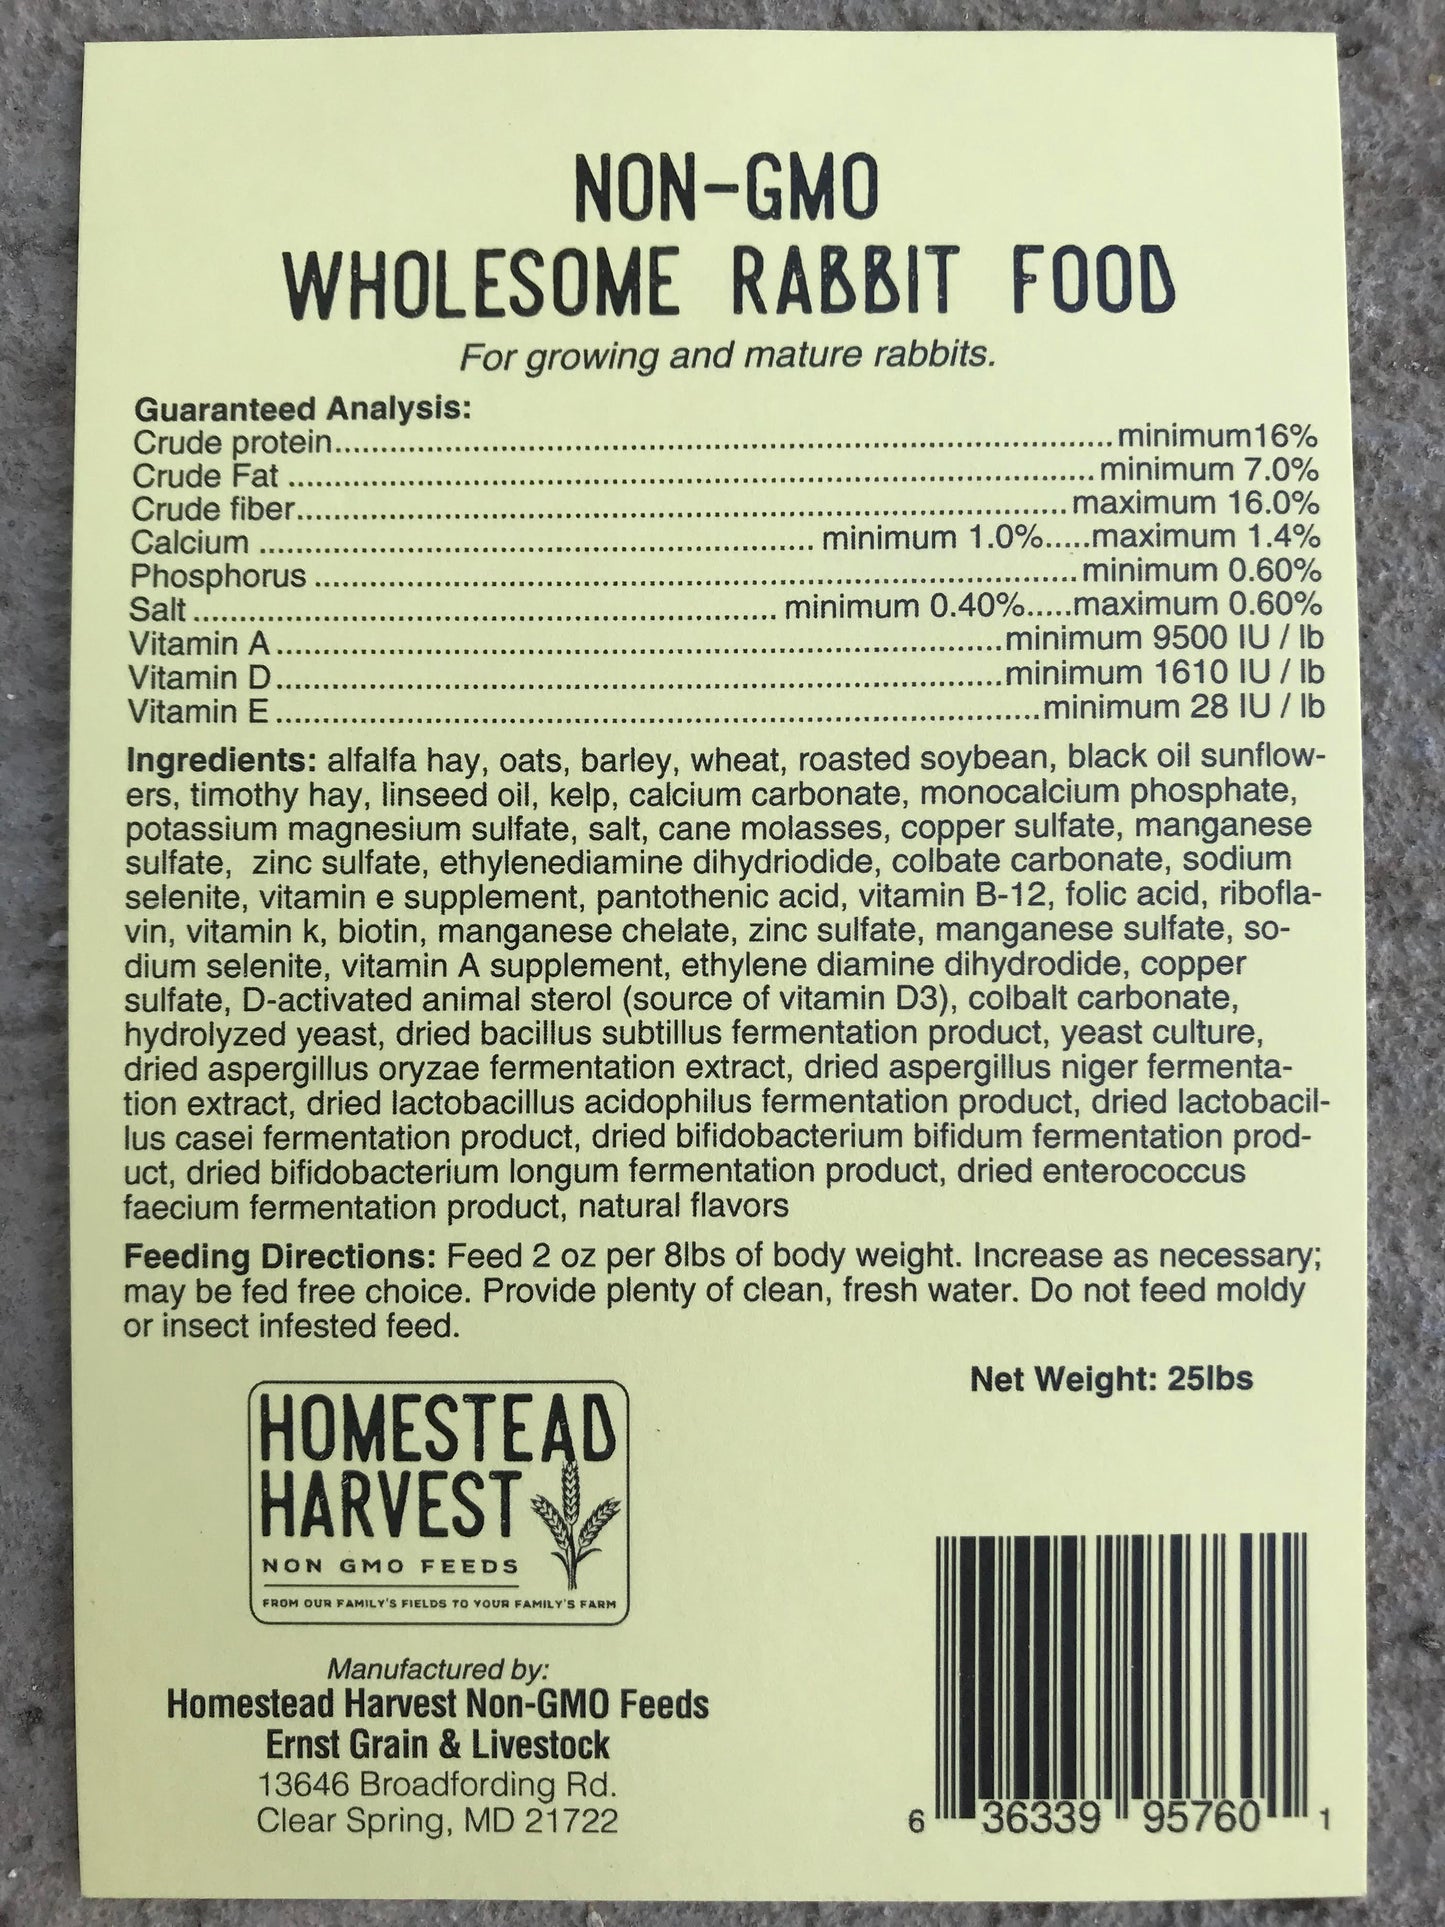 NON-GMO
WHOLESOME RABBIT FOOD
For growing and mature rabbits.
Guaranteed Analysis:
Crude protein.....................................................................................minimum16%
Crude Fat .........................................................................................minimum 7.0%
Crude fiber....................................................................................maximum 16.0%
Calcium ............................................................ minimum 1.0%.....maximum 1.4%
Phosphorus ...................................................................................minimum 0.60%
Salt ............................................................... minimum 0.40%.....maximum 0.60%
Vitamin A...............................................................................minimum 9500 IU / lb
Vitamin D...............................................................................minimum 1610 IU / lb
Vitamin E ...................................................................................minimum 28 IU / lb
Ingredients: alfalfa hay, oats, barley, wheat, roasted soybean, black oil sunflow-
ers, timothy hay, linseed oil, kelp, calcium carbonate, monocalcium phosphate,
potassium magnesium sulfate, salt, cane molasses, copper sulfate, manganese
sulfate, zinc sulfate, ethylenediamine dihydriodide, colbate carbonate, sodium
selenite, vitamin e supplement, pantothenic acid, vitamin B-12, folic acid, ribofla-
vin, vitamin k, biotin, manganese chelate, zinc sulfate, manganese sulfate, so-
dium selenite, vitamin A supplement, ethylene diamine dihydrodide, copper
sulfate, D-activated animal sterol (source of vitamin D3), colbalt carbonate,
hydrolyzed yeast, dried bacillus subtillus fermentation product, yeast culture,
dried aspergillus oryzae fermentation extract, dried aspergillus niger fermenta-
tion extract, dried lactobacillus acidophilus fermentation product, dried lactobacil-
lus casei fermentation product, dried bifidobacterium bifidum fermentation prod-
uct, dried bifidobacterium longum fermentation product, dried enterococcus
faecium fermentation product, natural flavors
Feeding Directions: Feed 2 oz per 8lbs of body weight. Increase as necessary;
may be fed free choice. Provide plenty of clean, fresh water. Do not feed moldy
or insect infested feed.
Net Weight: 25lbs
HOMESTEAD
HARVEST
NON GMO FEEDS
FROM OUR FAMILY'S FIELDS TO YOUR FAMILY'S FARM
Manufactured by:
Homestead Harvest Non-GMO Feeds
Ernst Grain & Livestock
13646 Broadfording Rd.
Clear Spring, MD 21722
6 36339 95760 1